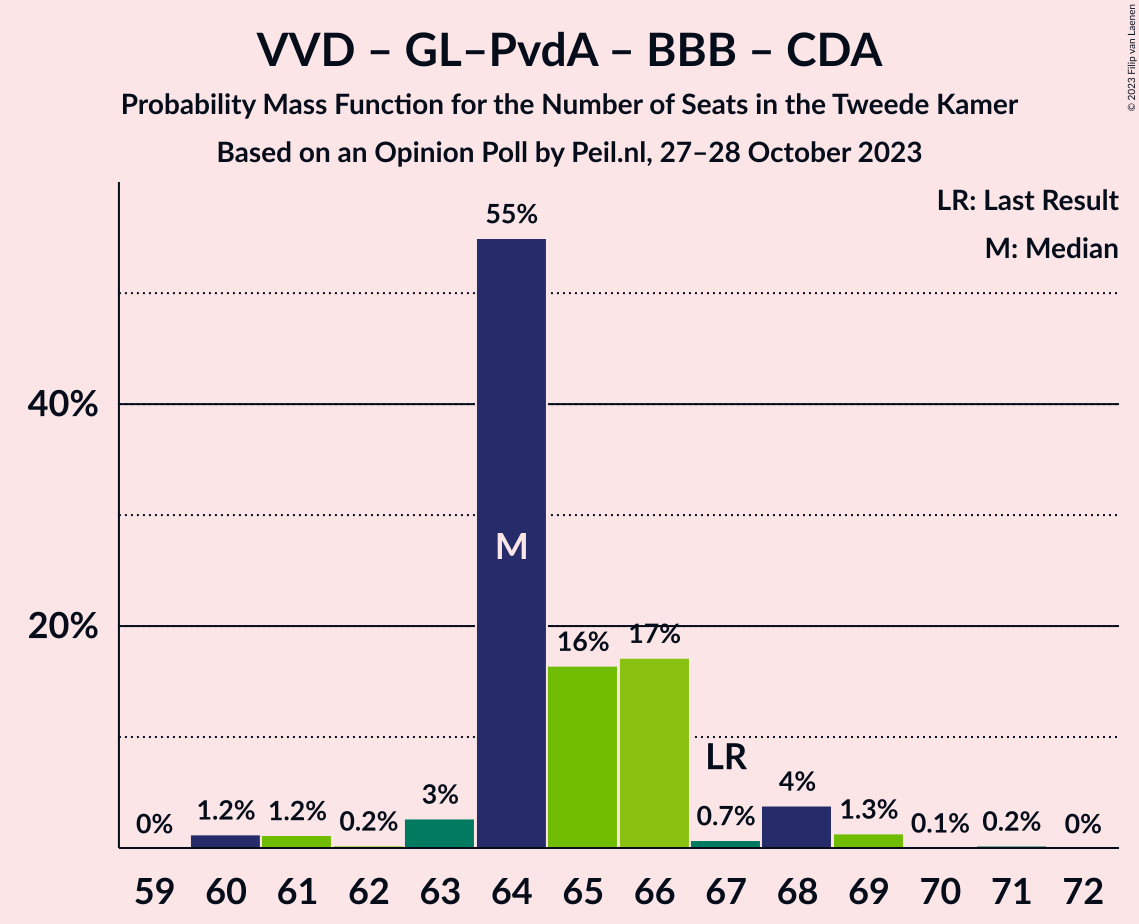 VVD – GL–PvdA – BBB – CDA
Probability Mass Function for the Number of Seats in the Tweede Kamer
Based on an Opinion Poll by Peil.nl, 27–28 October 2023
© 2023 Filip van Laenen
LR: Last Result
M: Median
55%
40%
M
20%
16%
17%
LR
0%
1.2%
1.2%
0.2%
3%
0.7%
4%
1.3%
0.1%
0.2%
0%
59 60 61 62 63 64 65 66 67 68 69 70 71 72